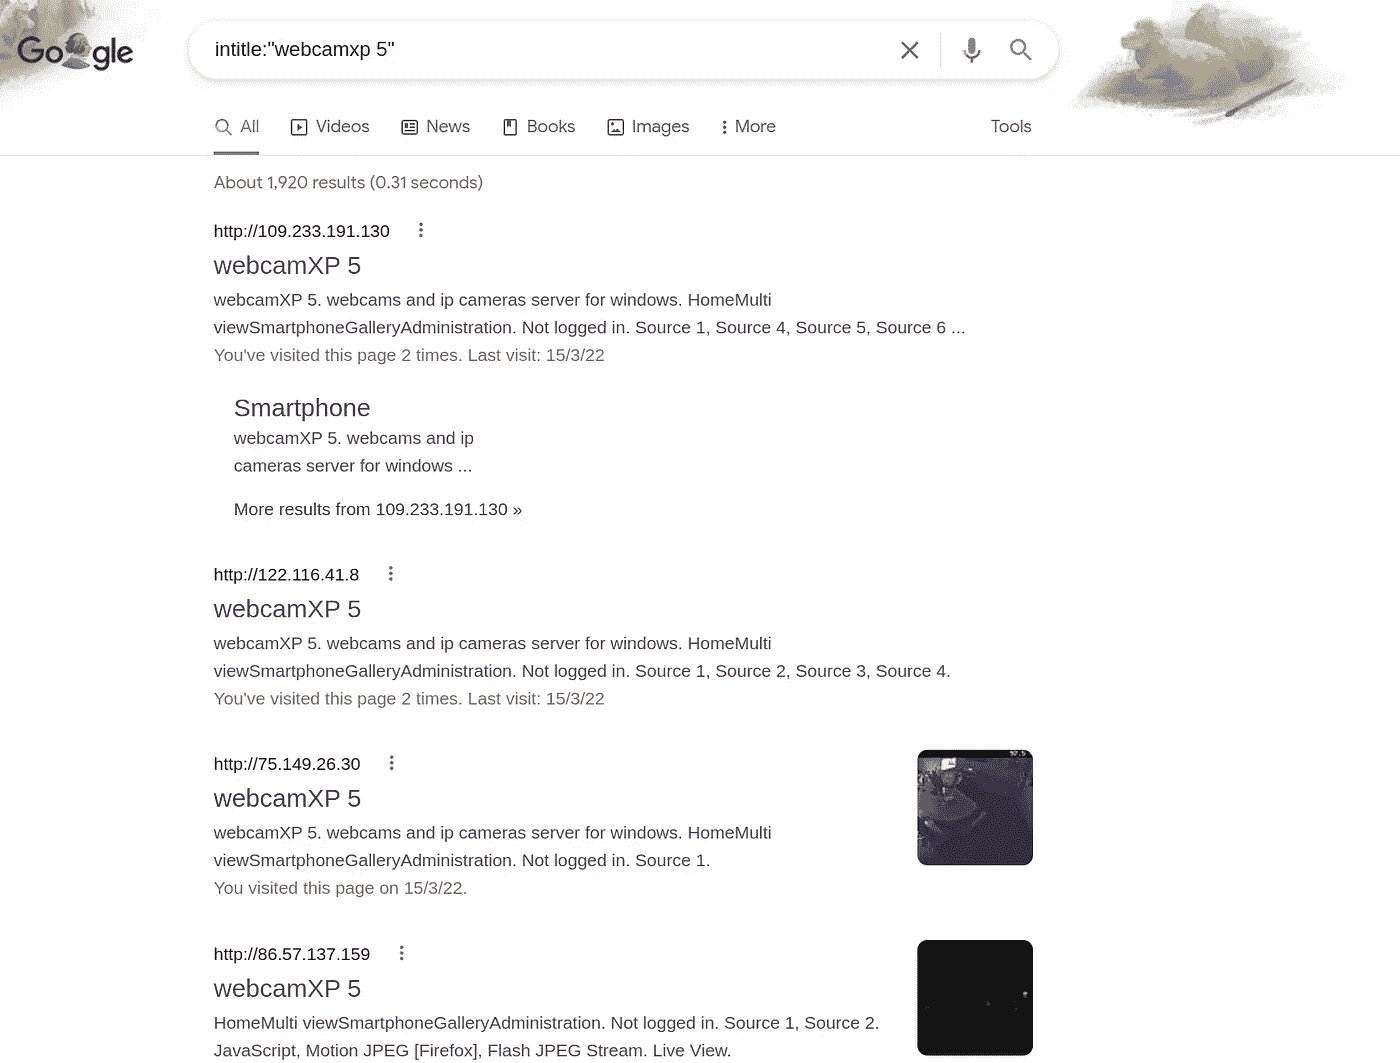 Google
intitle:"webcamxp 5"
All Videos News Books Images More Tools
About 1,920 results (0.31 seconds)
http://109.233.191.130
webcamXP 5
webcamXP 5. webcams and ip cameras server for windows. HomeMulti
viewSmartphoneGalleryAdministration. Not logged in. Source 1, Source 4, Source 5, Source 6 ...
You've visited this page 2 times. Last visit: 15/3/22
Smartphone
webcamXP 5. webcams and ip
cameras server for windows ...
More results from 109.233.191.130 »
http://122.116.41.8
webcamXP 5
webcamXP 5. webcams and ip cameras server for windows. HomeMulti
viewSmartphoneGalleryAdministration. Not logged in. Source 1, Source 2, Source 3, Source 4.
You've visited this page 2 times. Last visit: 15/3/22
http://75.149.26.30
webcamXP 5
webcamXP 5. webcams and ip cameras server for windows. HomeMulti
viewSmartphoneGalleryAdministration. Not logged in. Source 1.
You visited this page on 15/3/22.
http://86.57.137.159
webcamXP 5
HomeMulti viewSmartphoneGalleryAdministration. Not logged in. Source 1, Source 2.
JavaScript, Motion JPEG [Firefox], Flash JPEG Stream. Live View.